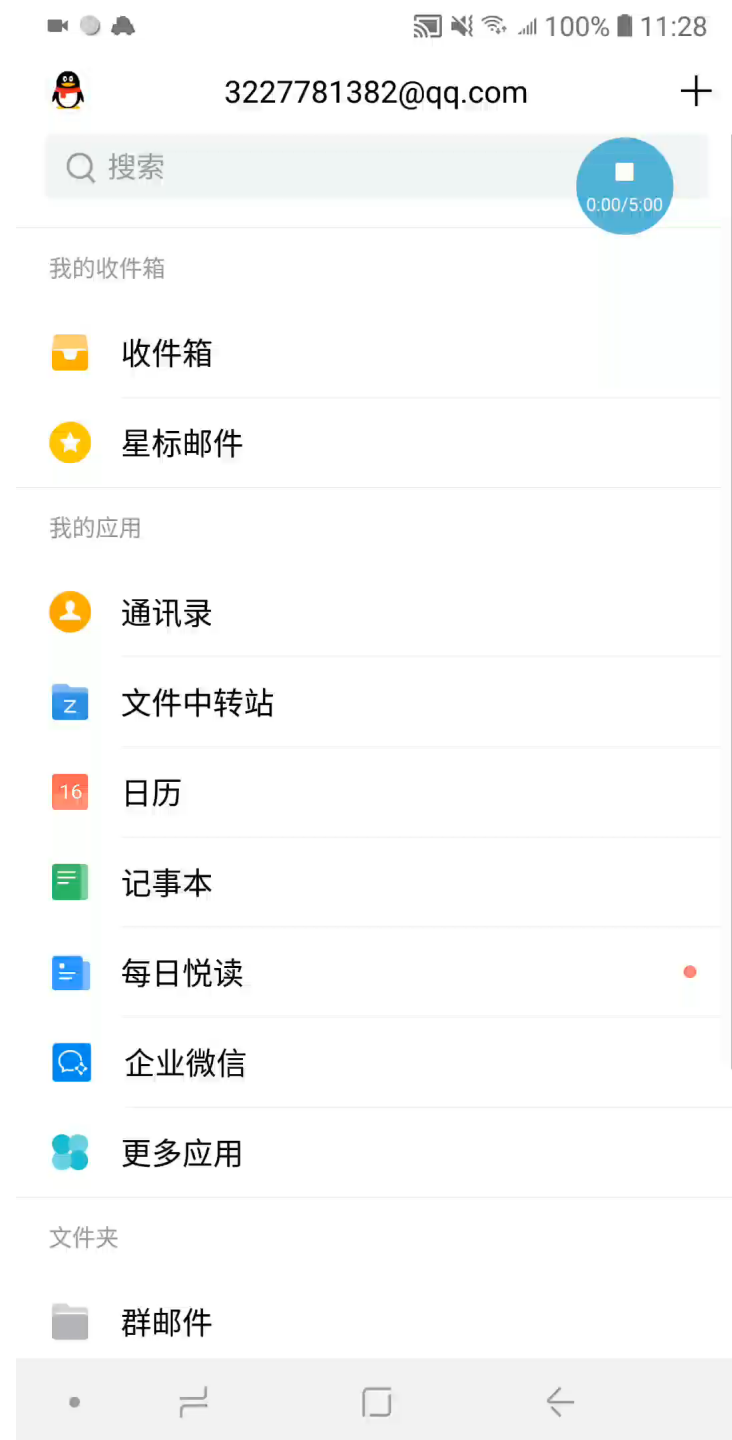 100% 11:28
3227781382@qq.com
搜索
0:00/5:00
我的收件箱
收件箱
星标邮件
我的应用
通讯录
Z
文件中转站
16
日历
记事本
每日悦读
企业微信
更多应用
文件夹
群邮件